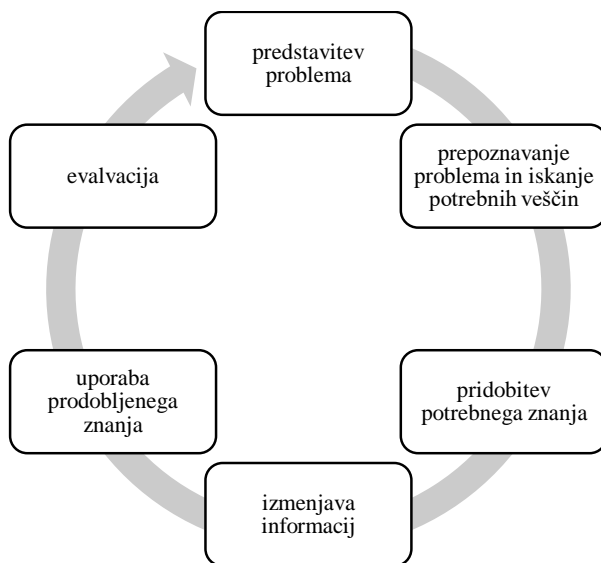 predstavitev
problema
prepoznavanje
problema in iskanje
potrebnih veščin
pridobitev
potrebnega znanja
izmenjava
informacij
uporaba
prodobljenega
znanja
evalvacija